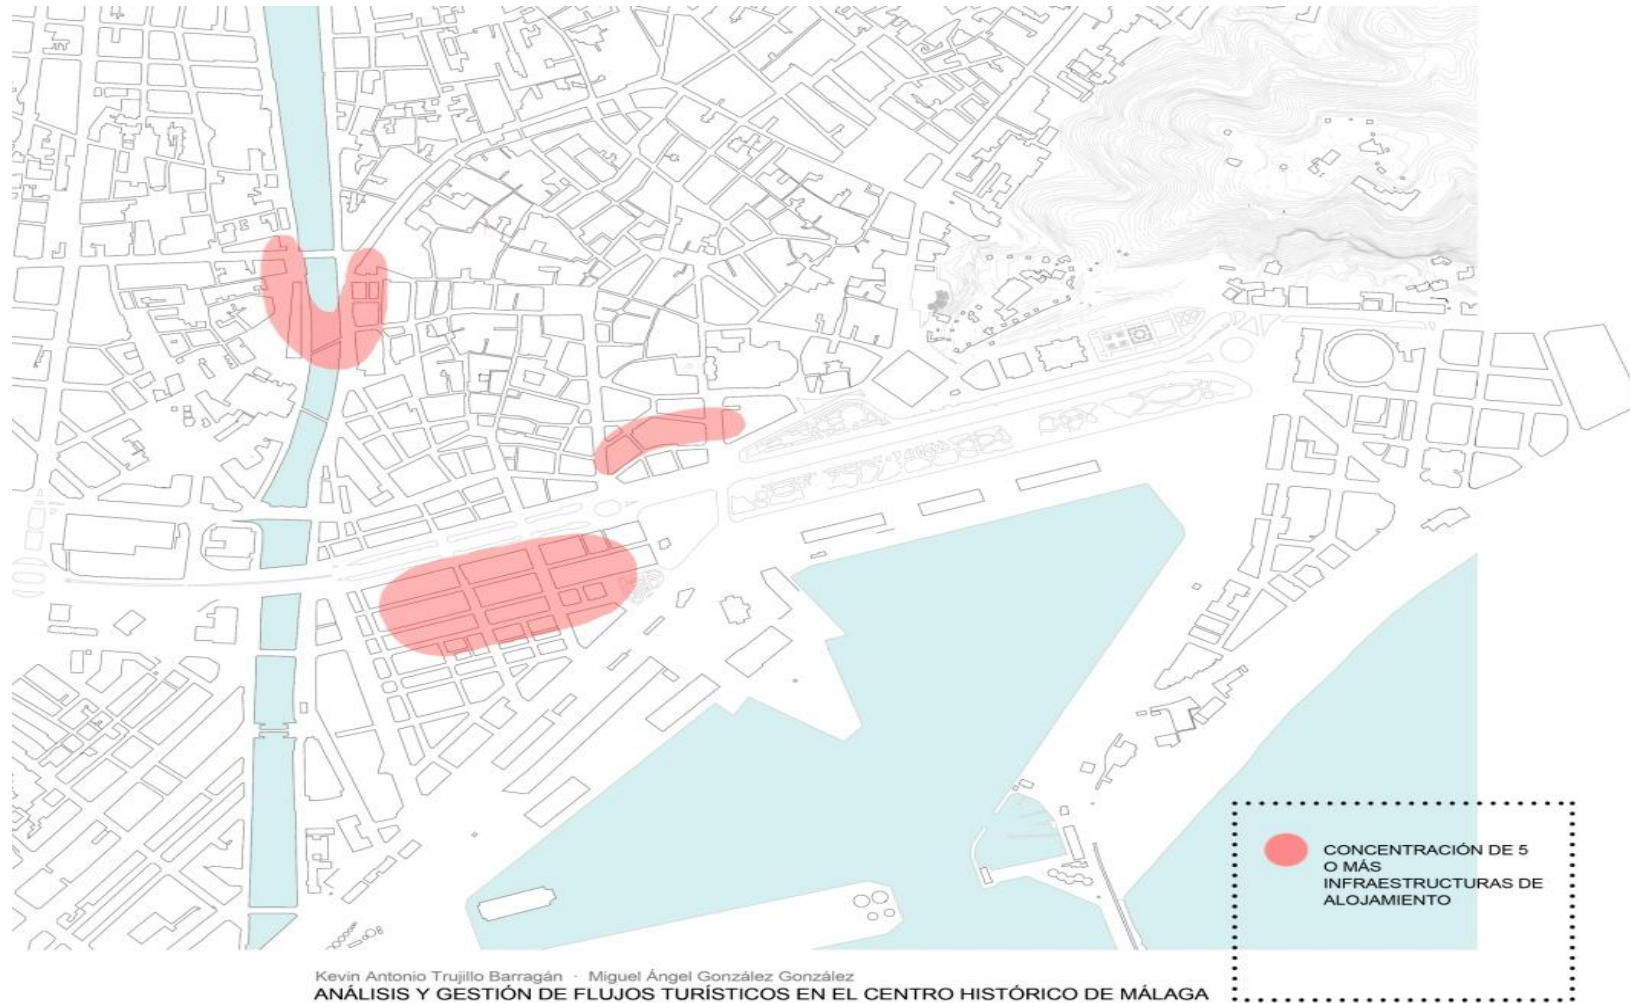 CONCENTRACIÓN DE 5
O MÁS
INFRAESTRUCTURAS DE
ALOJAMIENTO
Kevin Antonio Trujillo Barragán · Miguel Ángel González González
ANÁLISIS Y GESTIÓN DE FLUJOS TURÍSTICOS EN EL CENTRO HISTÓRICO DE MÁLAGA